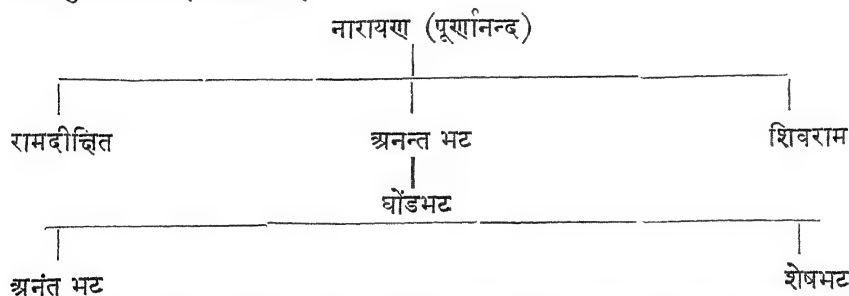 नारायण (पूर्णानन्द)
रामदीक्षित अनन्त भट शिवराम
घोंडभट
अनंत भट शेषभट